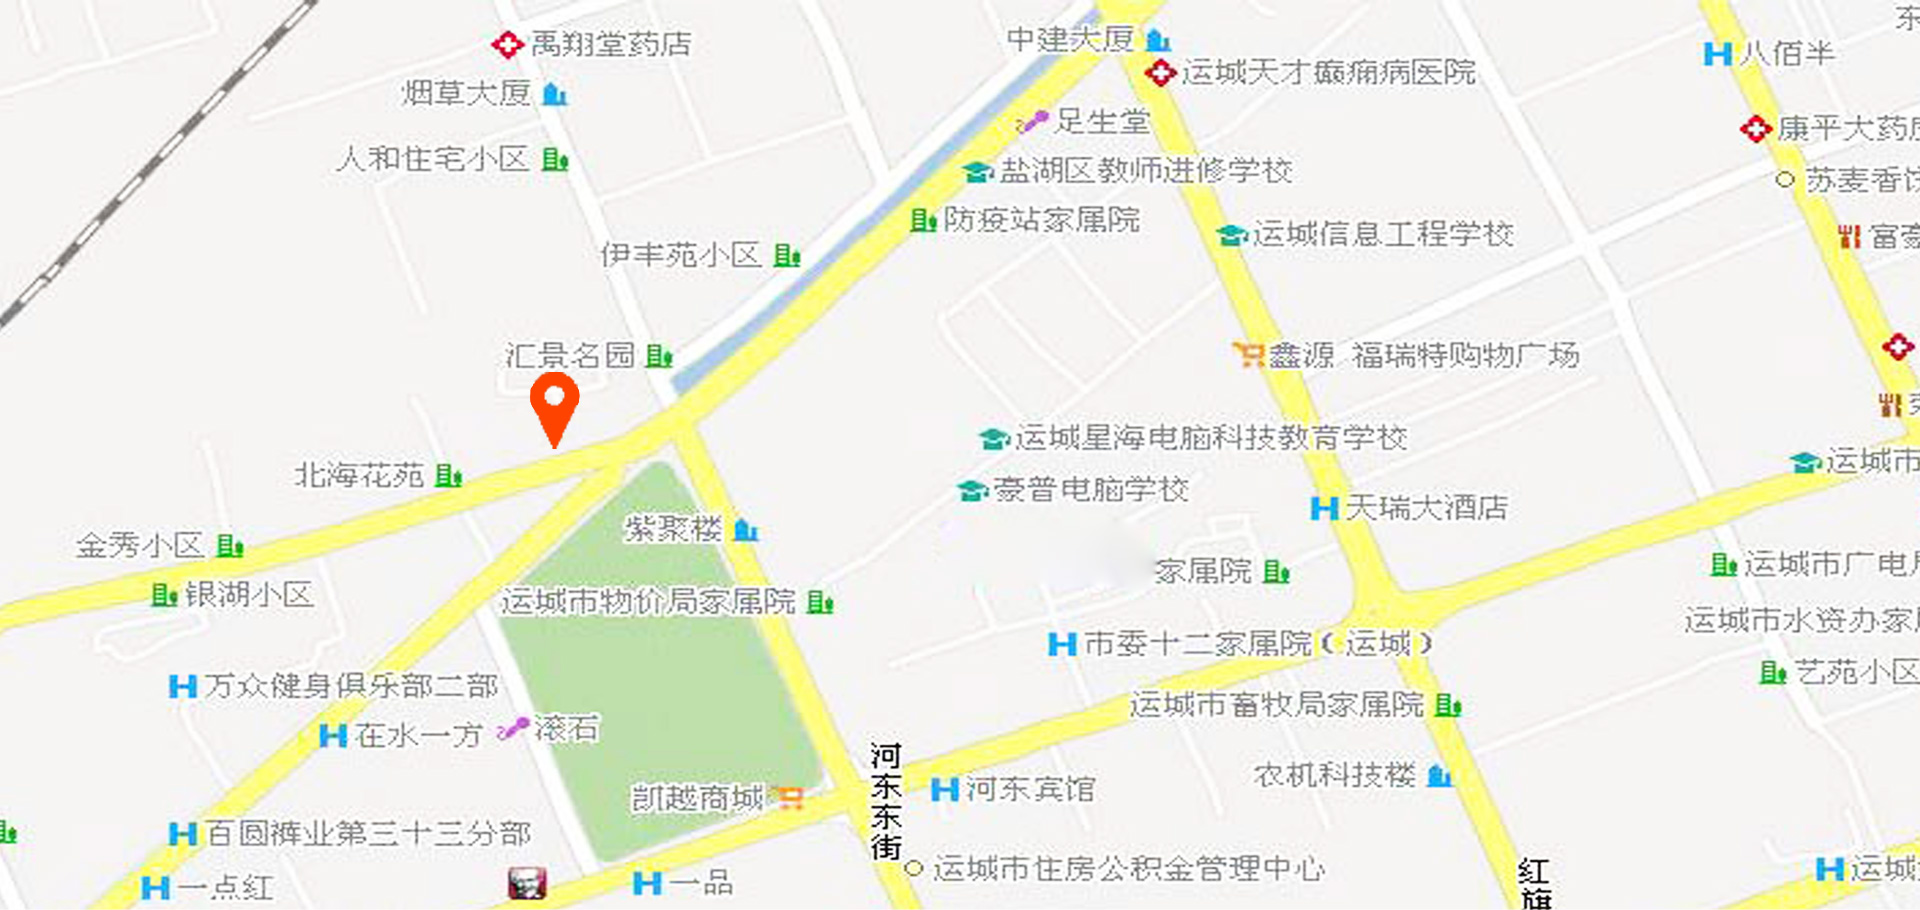 中建大厦
禹翔堂药店
八佰半
运城天才癫痫病医院
烟草大厦
足生堂
康平大药
人和住宅小区
盐湖区教师进修学校
苏麦香
防疫站家属院
运城信息工程学校
伊丰苑小区
汇景名园
鑫源 福瑞特购物广场
运城星海电脑科技教育学校
运城市
北海花苑
豪普电脑学校
天瑞大酒店
紫聚楼
金秀小区
家属院
运城市广电
银湖小区
运城市物价局家属院
运城市水资办家
市委十二家属院（运城）
艺苑小区
万众健身俱乐部二部
运城市畜牧局家属院
在水一方
滚石
河东东街
农机科技楼
凯越商城
河东宾馆
百圆裤业第三十三分部
运城市住房公积金管理中心
红旗
运城
一点红
一品